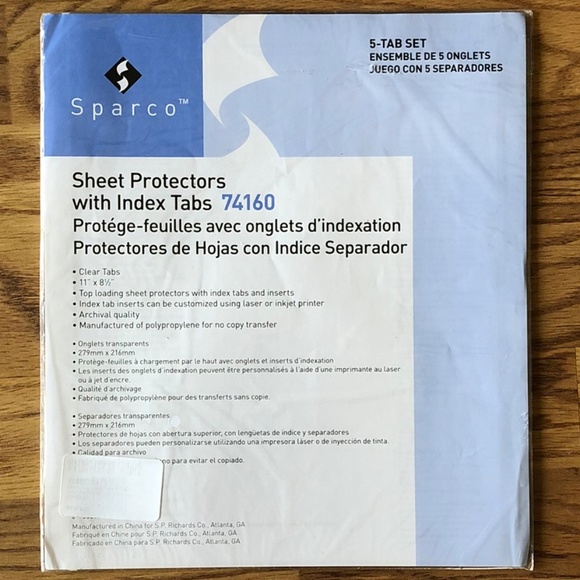 5-TAB SET
ENSEMBLE DE 5 ONGLETS
JUEGO CON 5 SEPARADORES
Sparco™
Sheet Protectors
with Index Tabs 74160
Protége-feuilles avec onglets d'indexation
Protectores de Hojas con Indice Separador
• Clear Tabs
• 11" x 8½"
• Top loading sheet protectors with index tabs and inserts
• Index tab inserts can be customized using laser or inkjet printer
• Archival quality
• Manufactured of polypropylene for no copy transfer
• Onglets transparents
• 279mm x 216mm
• Protége-feuilles à chargement par le haut avec onglets et inserts d'indexation
• Les inserts des onglets d'indexation peuvent être personnalisés à l'aide d'une imprimante au laser
ou à jet d'encre.
• Qualité d'archivage
• Fabriqué de polypropylène pour des transferts sans copie.
• Separadores transparentes.
• 279mm x 216mm
• Protectores de hojas con abertura superior, con lengüetas de indice y separadores
• Los separadores pueden personalizarse utilizando una impresora láser o de inyección de tinta.
• Calidad para archivo
para evitar el copiado.
Manufactured in China for S.P. Richards Co., Atlanta, GA
Fabriqué en Chine pour S.P. Richards Co., Atlanta, GA
Fabricado en China para S.P. Richards Co., Atlanta, GA